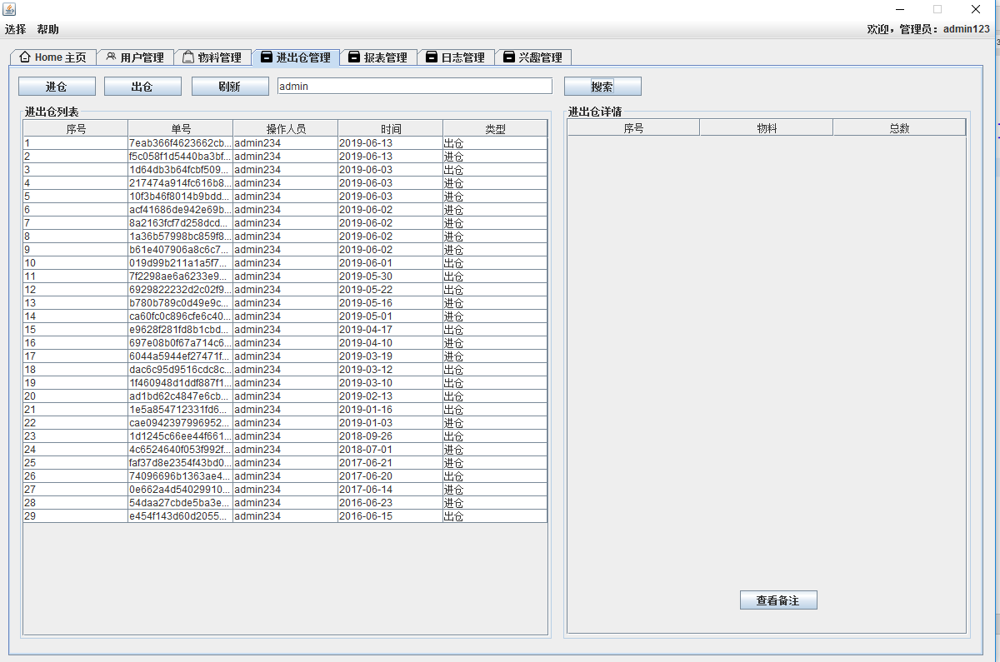 选择 帮助
欢迎，管理员：admin123
Home 主页 用户管理 物料管理 进出仓管理 报表管理 日志管理 兴趣管理
进仓 出仓 刷新 admin 搜索
进出仓列表
序号 单号 操作人员 时间 类型
1 7eab366f4623662cb... admin234 2019-06-13 出仓
2 f5c058f1d5440ba3bf... admin234 2019-06-13 进仓
3 1d64db3b64fcbf509... admin234 2019-06-03 出仓
4 217474a914fc616b8... admin234 2019-06-03 进仓
5 10f3b46f8014b9bdd... admin234 2019-06-03 进仓
6 acf41686de942e69b... admin234 2019-06-02 进仓
7 8a2163fcf7d258dcd... admin234 2019-06-02 进仓
8 1a36b57998bc859f8... admin234 2019-06-02 进仓
9 b61e407906a8c6c7... admin234 2019-06-02 进仓
10 019d99b211a1a5f7... admin234 2019-06-01 出仓
11 7f2298ae6a6233e9... admin234 2019-05-30 出仓
12 6929822232d2c02f9... admin234 2019-05-22 出仓
13 b780b789c0d49e9c... admin234 2019-05-16 进仓
14 ca60fc0c896cfe6c40... admin234 2019-05-01 进仓
15 e9628f281fd8b1cbd... admin234 2019-04-17 出仓
16 697e08b0f67a714c6... admin234 2019-04-10 进仓
17 6044a5944ef27471f... admin234 2019-03-19 进仓
18 dac6c95d9516cdc8c... admin234 2019-03-12 出仓
19 1f460948d1ddf887f1... admin234 2019-03-10 出仓
20 ad1bd62c4847e6cb... admin234 2019-02-13 出仓
21 1e5a854712331fd6... admin234 2019-01-16 出仓
22 cae0942397996952... admin234 2019-01-03 进仓
23 1d1245c66ee44f661... admin234 2018-09-26 出仓
24 4c6524640f053f992f... admin234 2018-07-01 进仓
25 faf37d8e2354f43bd0... admin234 2017-06-21 进仓
26 74096696b1363ae4... admin234 2017-06-20 出仓
27 0e662a4d54029910... admin234 2017-06-14 进仓
28 54daa27cbde5ba3e... admin234 2016-06-23 进仓
29 e454f143d60d2055... admin234 2016-06-15 出仓
进出仓详情
序号 物料 总数
查看备注